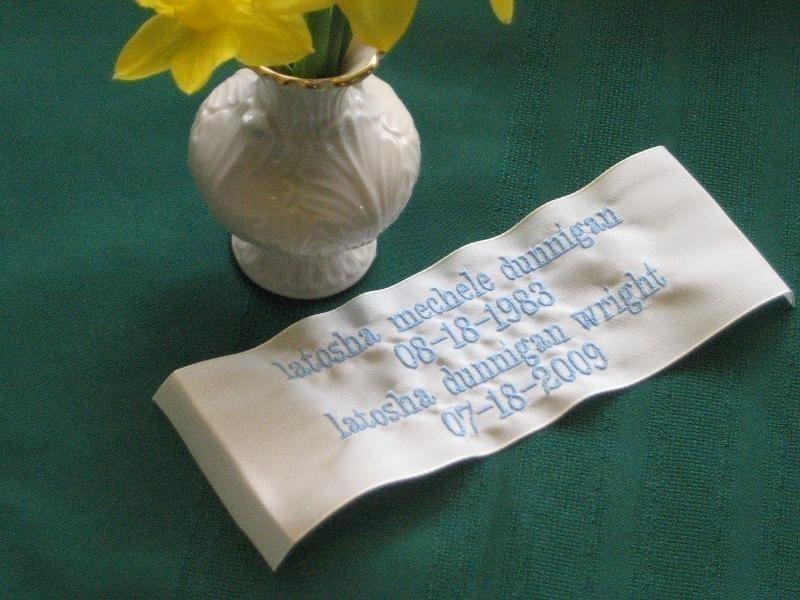 latosha mechele dunnigan
08-18-1983
latosha dunnigan wright
07-18-2009